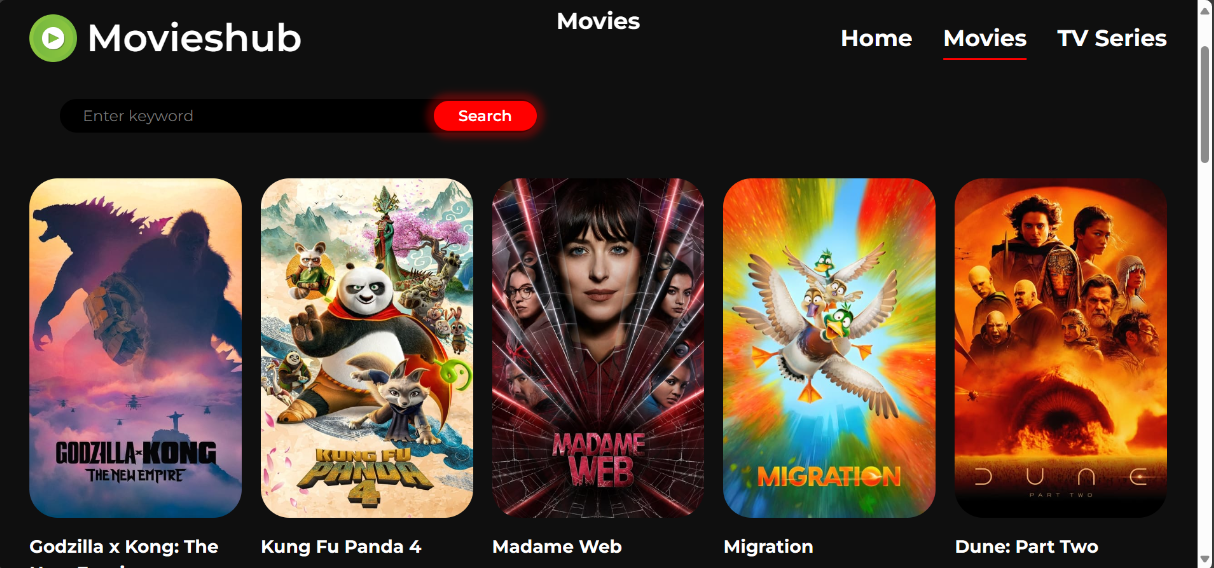 Movieshub
Movies
Home Movies TV Series
Enter keyword Search
GODZILLA x KONG
THE NEW EMPIRE
KUNG FU
PANDA
4
MADAME
WEB
MIGRATION
DUNE
PART TWO
Godzilla x Kong: The
Kung Fu Panda 4
Madame Web
Migration
Dune: Part Two